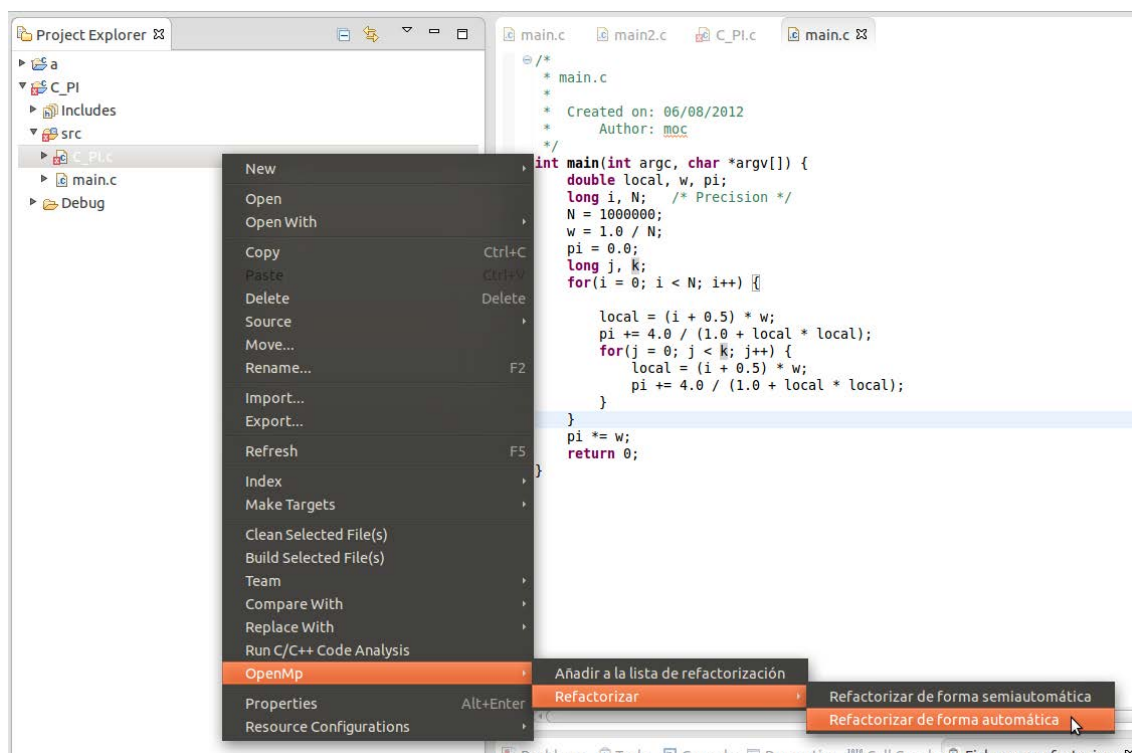 Project Explorer
a
C_PI
Includes
src
C_PI.c
main.c
Debug
main.c main2.c C_PI.c main.c
/*
* main.c
*
* Created on: 06/08/2012
* Author: moc
*/
int main(int argc, char *argv[]) {
double local, w, pi;
long i, N; /* Precision */
N = 1000000;
w = 1.0 / N;
pi = 0.0;
long j, k;
for(i = 0; i < N; i++) {
local = (i + 0.5) * w;
pi += 4.0 / (1.0 + local * local);
for(j = 0; j < k; j++) {
local = (i + 0.5) * w;
pi += 4.0 / (1.0 + local * local);
}
}
pi *= w;
return 0;
}
New
Open
Open With
Copy Ctrl+C
Paste Ctrl+V
Delete Delete
Source
Move...
Rename... F2
Import...
Export...
Refresh F5
Index
Make Targets
Clean Selected File(s)
Build Selected File(s)
Team
Compare With
Replace With
Run C/C++ Code Analysis
OpenMp
Properties Alt+Enter
Resource Configurations
Añadir a la lista de refactorización
Refactorizar
Refactorizar de forma semiautomática
Refactorizar de forma automática